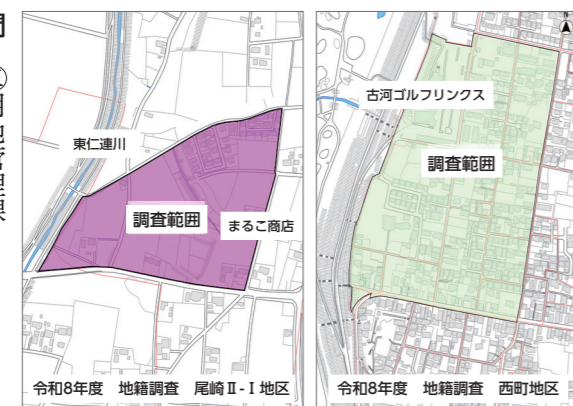 東仁連川
調査範囲
まるこ商店
令和8年度 地籍調査 尾崎Ⅱ-Ⅰ地区
古河ゴルフリンクス
調査範囲
令和8年度 地籍調査 西町地区